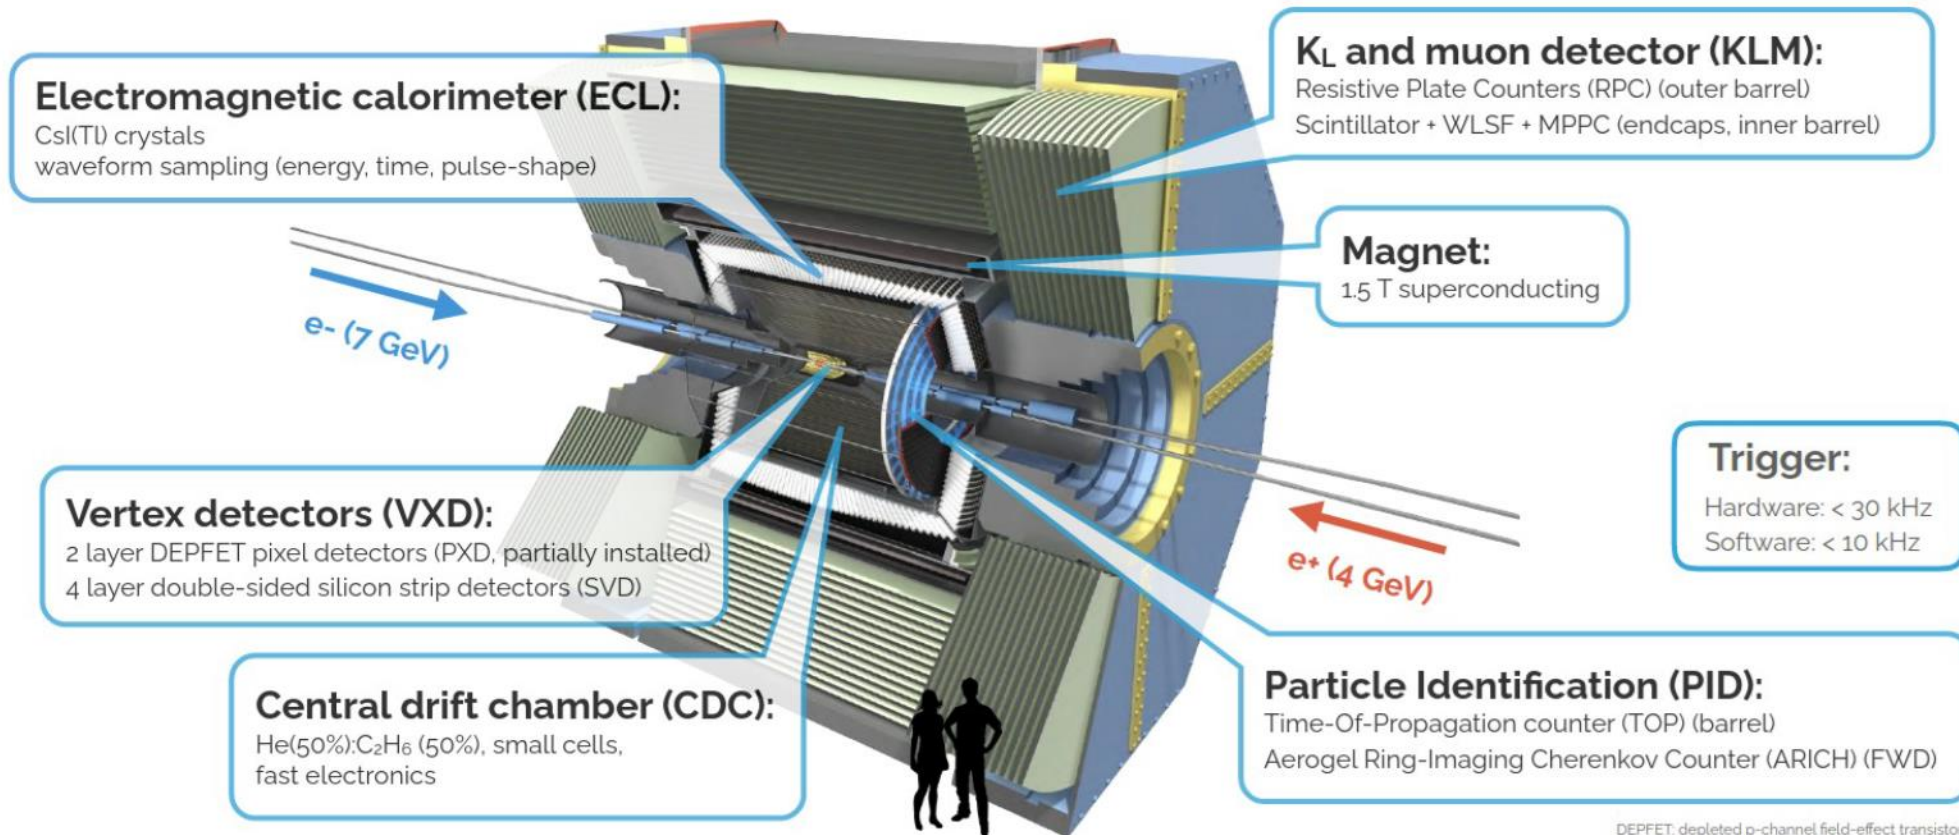 Electromagnetic calorimeter (ECL):
CsI(Tl) crystals
waveform sampling (energy, time, pulse-shape)
K_L and muon detector (KLM):
Resistive Plate Counters (RPC) (outer barrel)
Scintillator + WLSF + MPPC (endcaps, inner barrel)
Magnet:
1.5 T superconducting
e- (7 GeV)
Trigger:
Hardware: < 30 kHz
Software: < 10 kHz
e+ (4 GeV)
Vertex detectors (VXD):
2 layer DEPFET pixel detectors (PXD, partially installed)
4 layer double-sided silicon strip detectors (SVD)
Central drift chamber (CDC):
He(50%):C₂H₆ (50%), small cells,
fast electronics
Particle Identification (PID):
Time-Of-Propagation counter (TOP) (barrel)
Aerogel Ring-Imaging Cherenkov Counter (ARICH) (FWD)
DEPFET: depleted p-channel field-effect transisto